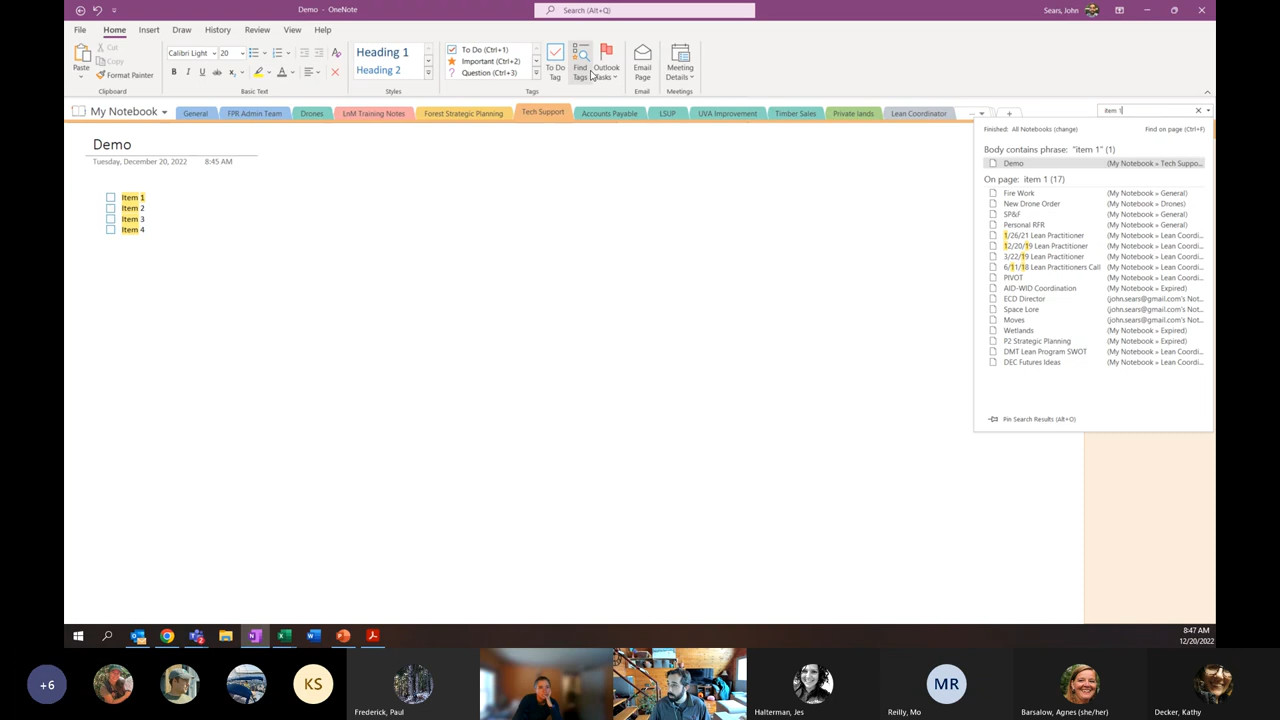 Demo - OneNote
Search (Alt+Q)
Sears, John
File Home Insert Draw History Review View Help
Paste
Cut
Copy
Format Painter
Clipboard
Calibri Light 20
B I U ab
Basic Text
Heading 1
Heading 2
Styles
To Do (Ctrl+1)
Important (Ctrl+2)
Question (Ctrl+3)
To Do Tag
Find Tags
Outlook Tasks
Tags
Email Page
Email
Meeting Details
Meetings
My Notebook
General FPR Admin Team Drones LnM Training Notes Forest Strategic Planning Tech Support Accounts Payable LSUP UVA Improvement Timber Sales Private lands Lean Coordinator
item 1
Finished: All Notebooks (change) Find on page (Ctrl+F)
Body contains phrase: "item 1" (1)
Demo (My Notebook » Tech Suppo...
On page: item 1 (17)
Fire Work (My Notebook » General)
New Drone Order (My Notebook » Drones)
SP&F (My Notebook » General)
Personal RFR (My Notebook » General)
1/26/21 Lean Practitioner (My Notebook » Lean Coordi...
12/20/19 Lean Practitioner (My Notebook » Lean Coordi...
3/22/19 Lean Practitioner (My Notebook » Lean Coordi...
6/11/18 Lean Practitioners Call (My Notebook » Lean Coordi...
PIVOT (My Notebook » Lean Coordi...
AID-WID Coordination (My Notebook » Expired)
ECD Director (john.sears@gmail.com's Not...
Space Lore (john.sears@gmail.com's Not...
Moves (john.sears@gmail.com's Not...
Wetlands (My Notebook » Expired)
P2 Strategic Planning (My Notebook » Expired)
DMT Lean Program SWOT (My Notebook » Lean Coordi...
DEC Futures Ideas (My Notebook » Lean Coordi...
Pin Search Results (Alt+O)
Demo
Tuesday, December 20, 2022 8:45 AM
Item 1
Item 2
Item 3
Item 4
8:47 AM
12/20/2022
+6
KS
Frederick, Paul
Halterman, Jes
MR
Reilly, Mo
Barsalow, Agnes (she/her)
Decker, Kathy